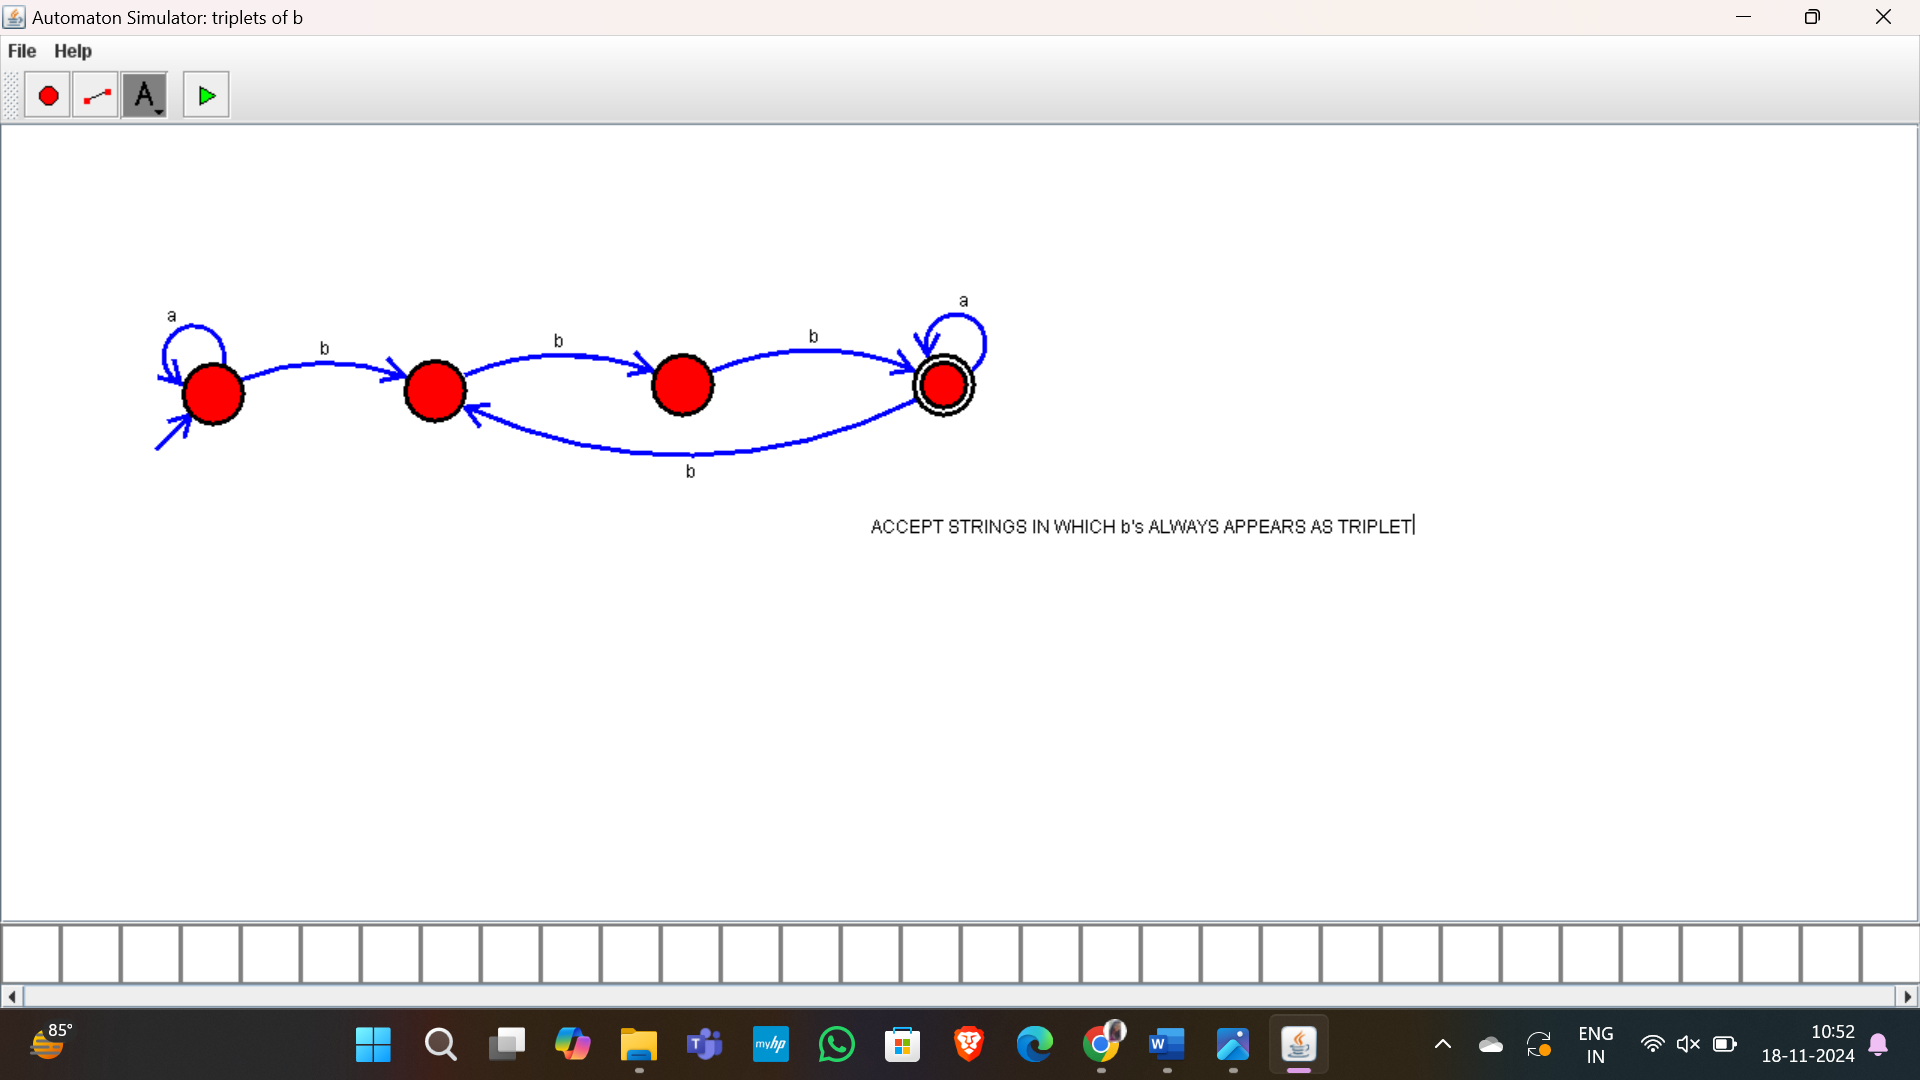 Automaton Simulator: triplets of b
File Help
A
a
b
b
b
a
b
ACCEPT STRINGS IN WHICH b's ALWAYS APPEARS AS TRIPLET
85°
myhp
ENG
IN
10:52
18-11-2024